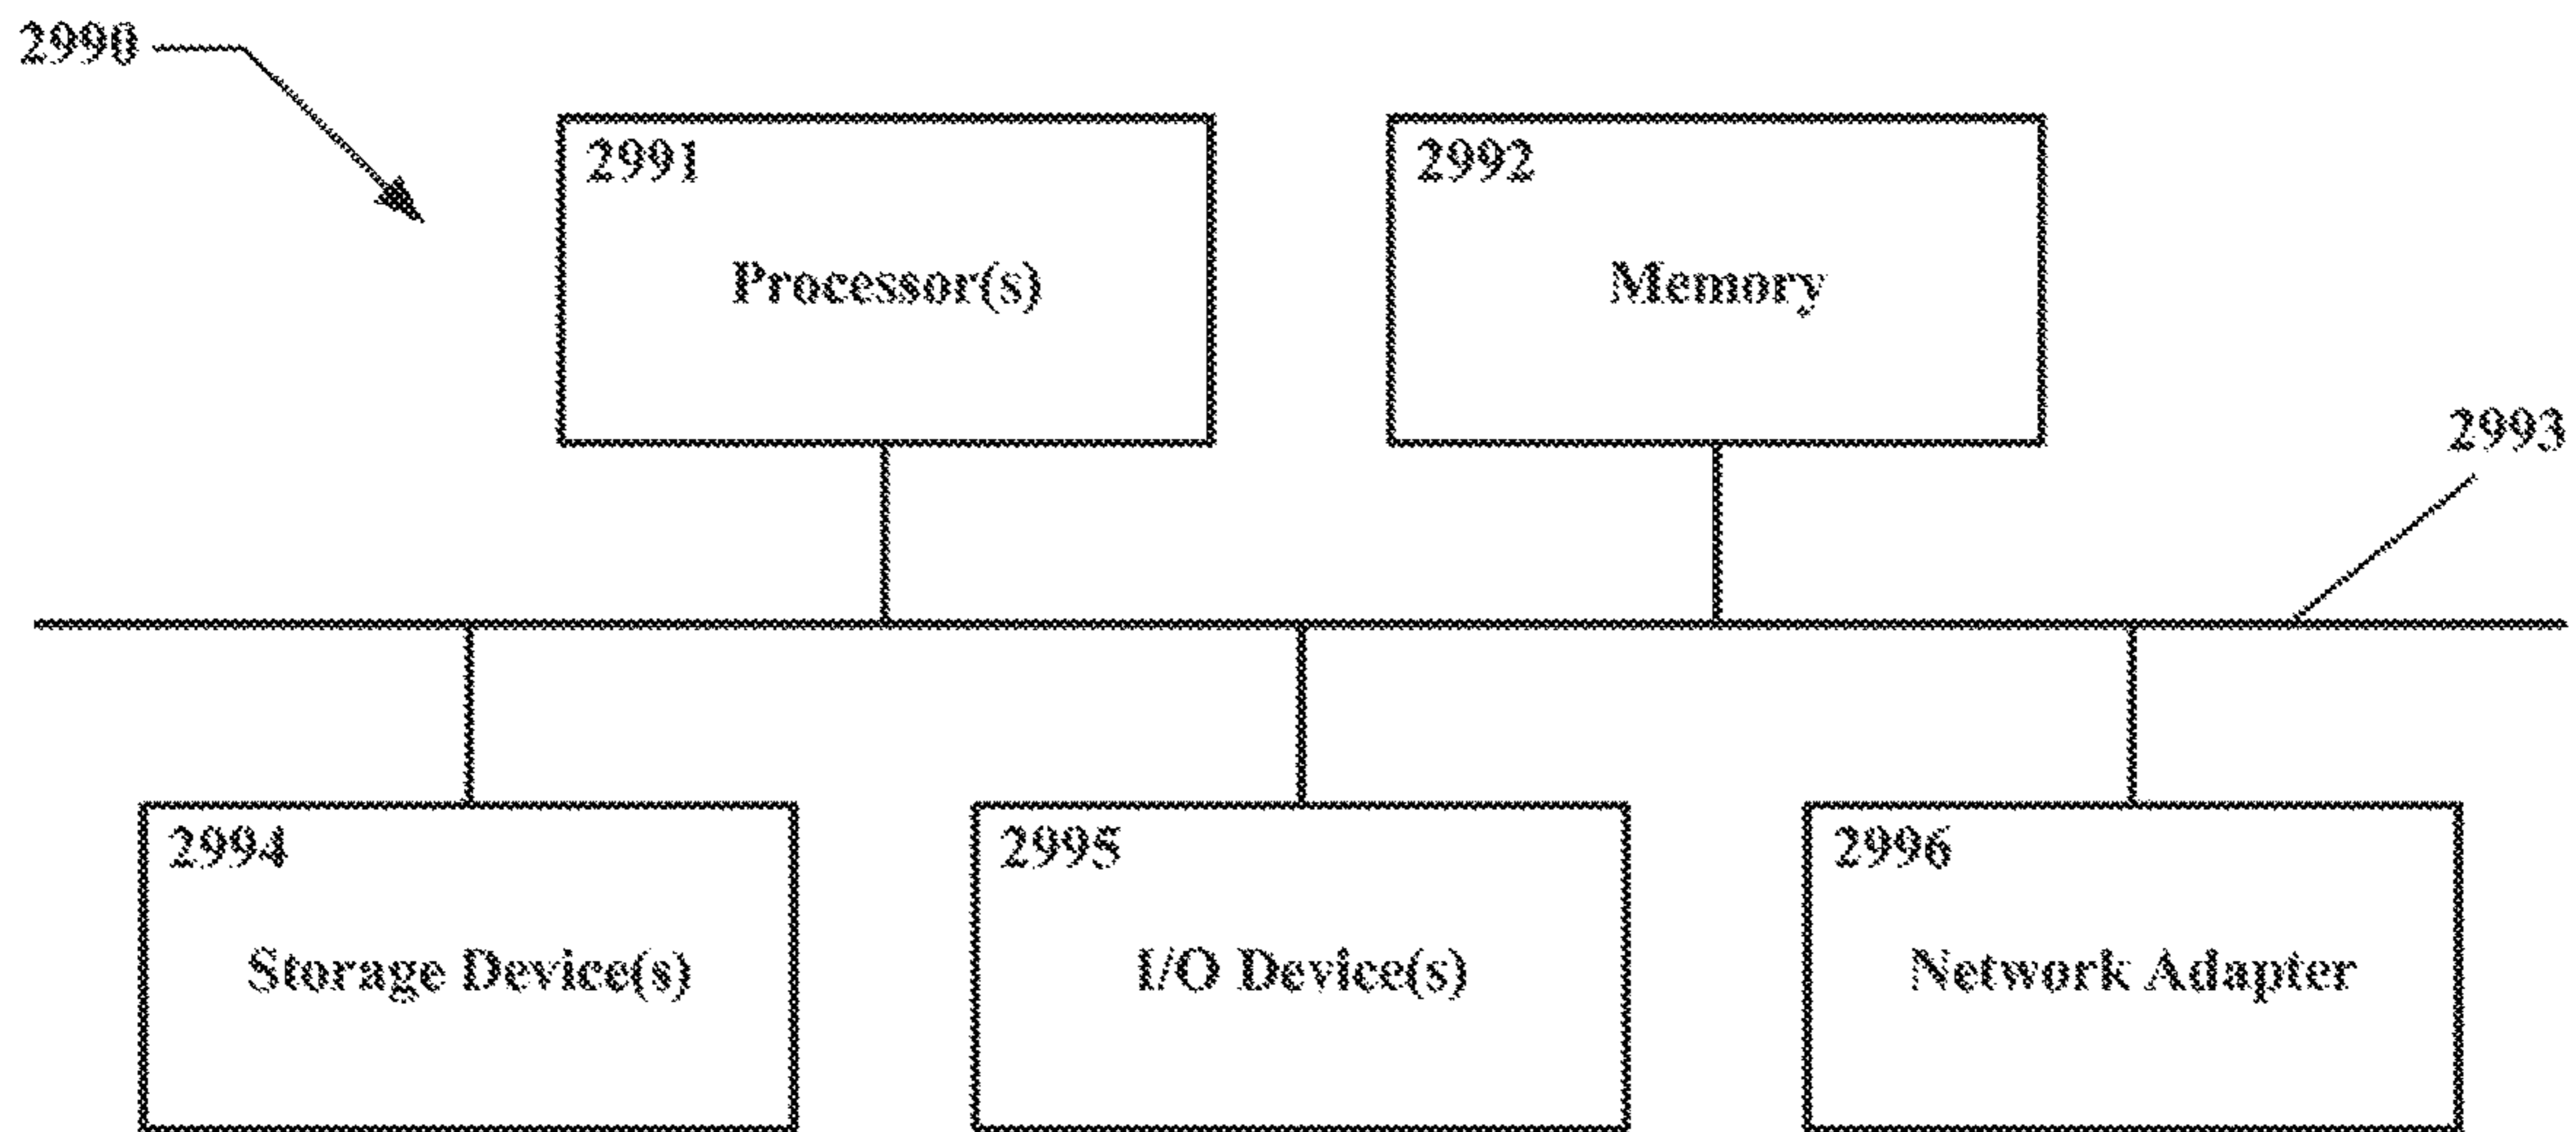 2990
2991
Processor(s)
2992
Memory
2993
2994
Storage Device(s)
2995
I/O Device(s)
2996
Network Adapter